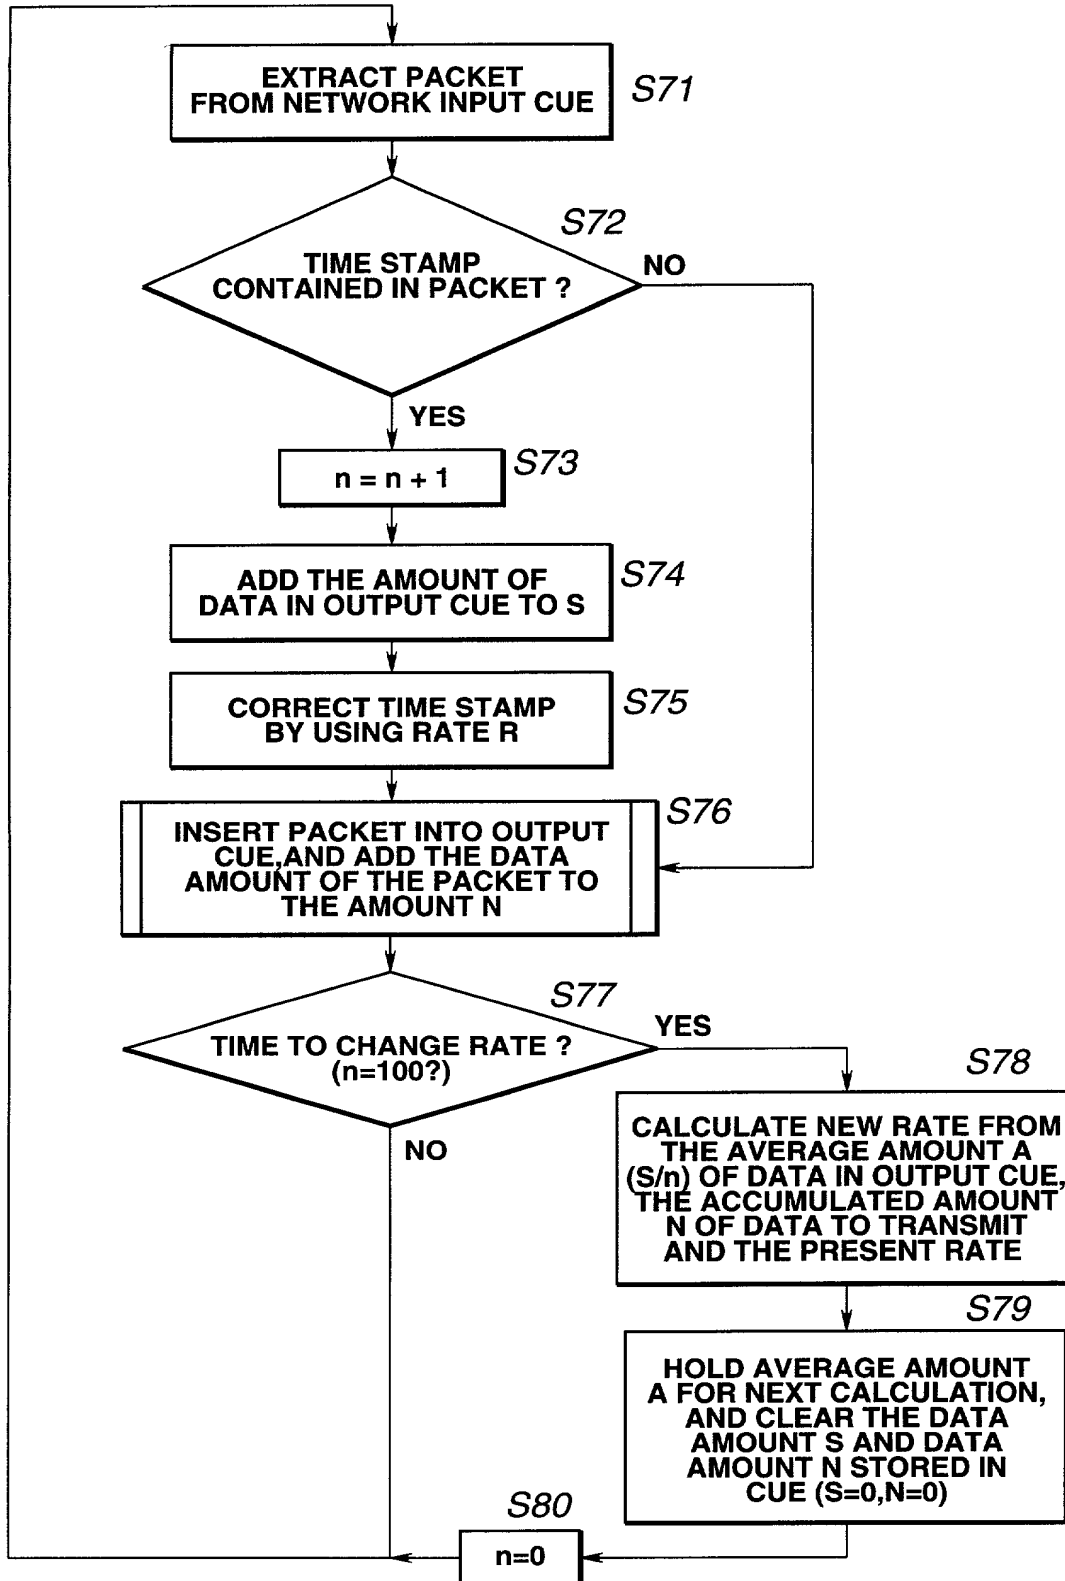 EXTRACT PACKET
FROM NETWORK INPUT CUE
S71
S72
TIME STAMP
CONTAINED IN PACKET ?
NO
YES
n = n + 1
S73
ADD THE AMOUNT OF
DATA IN OUTPUT CUE TO S
S74
CORRECT TIME STAMP
BY USING RATE R
S75
INSERT PACKET INTO OUTPUT
CUE,AND ADD THE DATA
AMOUNT OF THE PACKET TO
THE AMOUNT N
S76
S77
TIME TO CHANGE RATE ?
(n=100?)
YES
NO
S78
CALCULATE NEW RATE FROM
THE AVERAGE AMOUNT A
(S/n) OF DATA IN OUTPUT CUE,
THE ACCUMULATED AMOUNT
N OF DATA TO TRANSMIT
AND THE PRESENT RATE
S79
HOLD AVERAGE AMOUNT
A FOR NEXT CALCULATION,
AND CLEAR THE DATA
AMOUNT S AND DATA
AMOUNT N STORED IN
CUE (S=0,N=0)
S80
n=0